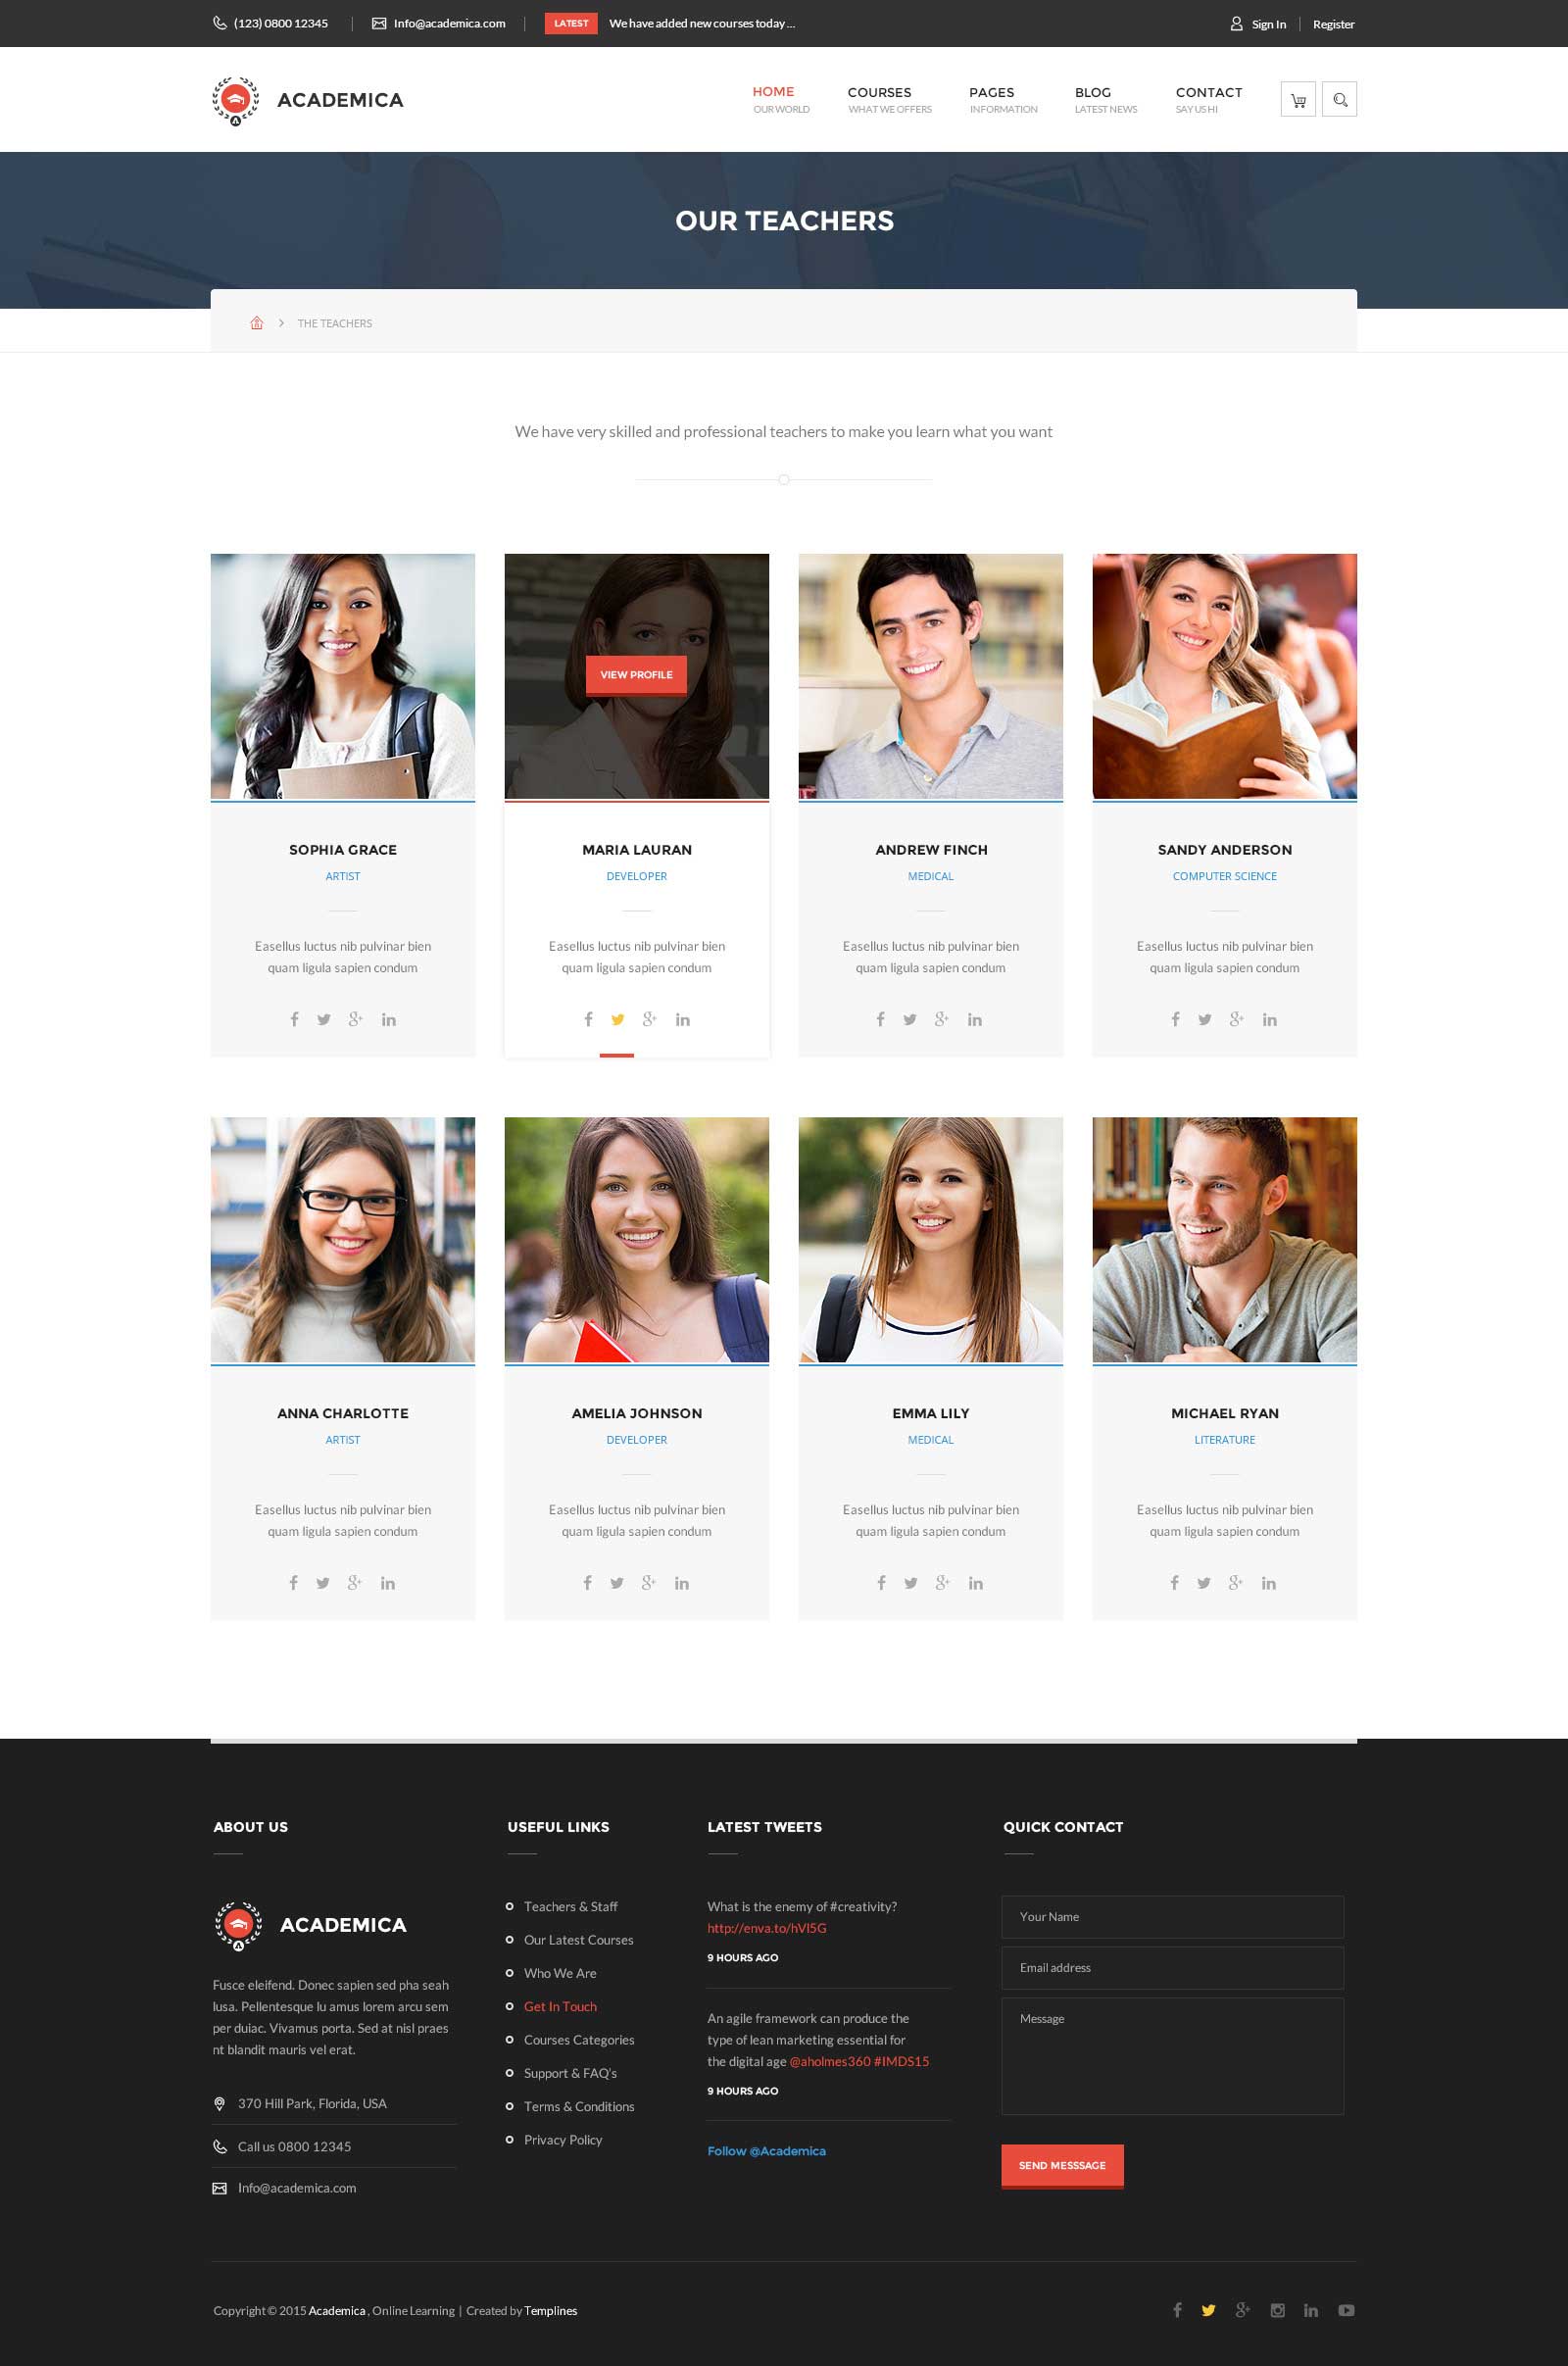 (123) 0800 12345
Info@academica.com
LATEST
We have added new courses today ...
Sign In
Register
ACADEMICA
HOME
OUR WORLD
COURSES
WHAT WE OFFERS
PAGES
INFORMATION
BLOG
LATEST NEWS
CONTACT
SAY US HI
OUR TEACHERS
THE TEACHERS
We have very skilled and professional teachers to make you learn what you want
SOPHIA GRACE
ARTIST
Easellus luctus nib pulvinar bien
quam ligula sapien condum
VIEW PROFILE
MARIA LAURAN
DEVELOPER
Easellus luctus nib pulvinar bien
quam ligula sapien condum
ANDREW FINCH
MEDICAL
Easellus luctus nib pulvinar bien
quam ligula sapien condum
SANDY ANDERSON
COMPUTER SCIENCE
Easellus luctus nib pulvinar bien
quam ligula sapien condum
ANNA CHARLOTTE
ARTIST
Easellus luctus nib pulvinar bien
quam ligula sapien condum
AMELIA JOHNSON
DEVELOPER
Easellus luctus nib pulvinar bien
quam ligula sapien condum
EMMA LILY
MEDICAL
Easellus luctus nib pulvinar bien
quam ligula sapien condum
MICHAEL RYAN
LITERATURE
Easellus luctus nib pulvinar bien
quam ligula sapien condum
ABOUT US
ACADEMICA
Fusce eleifend. Donec sapien sed pha seah
lusa. Pellentesque lu amus lorem arcu sem
per duiac. Vivamus porta. Sed at nisl praes
nt blandit mauris vel erat.
370 Hill Park, Florida, USA
Call us 0800 12345
Info@academica.com
USEFUL LINKS
Teachers & Staff
Our Latest Courses
Who We Are
Get In Touch
Courses Categories
Support & FAQ's
Terms & Conditions
Privacy Policy
LATEST TWEETS
What is the enemy of #creativity?
http://enva.to/hVI5G
9 HOURS AGO
An agile framework can produce the
type of lean marketing essential for
the digital age @aholmes360 #IMDS15
9 HOURS AGO
Follow @Academica
QUICK CONTACT
Your Name
Email address
Message
SEND MESSSAGE
Copyright © 2015 Academica , Online Learning | Created by Templines